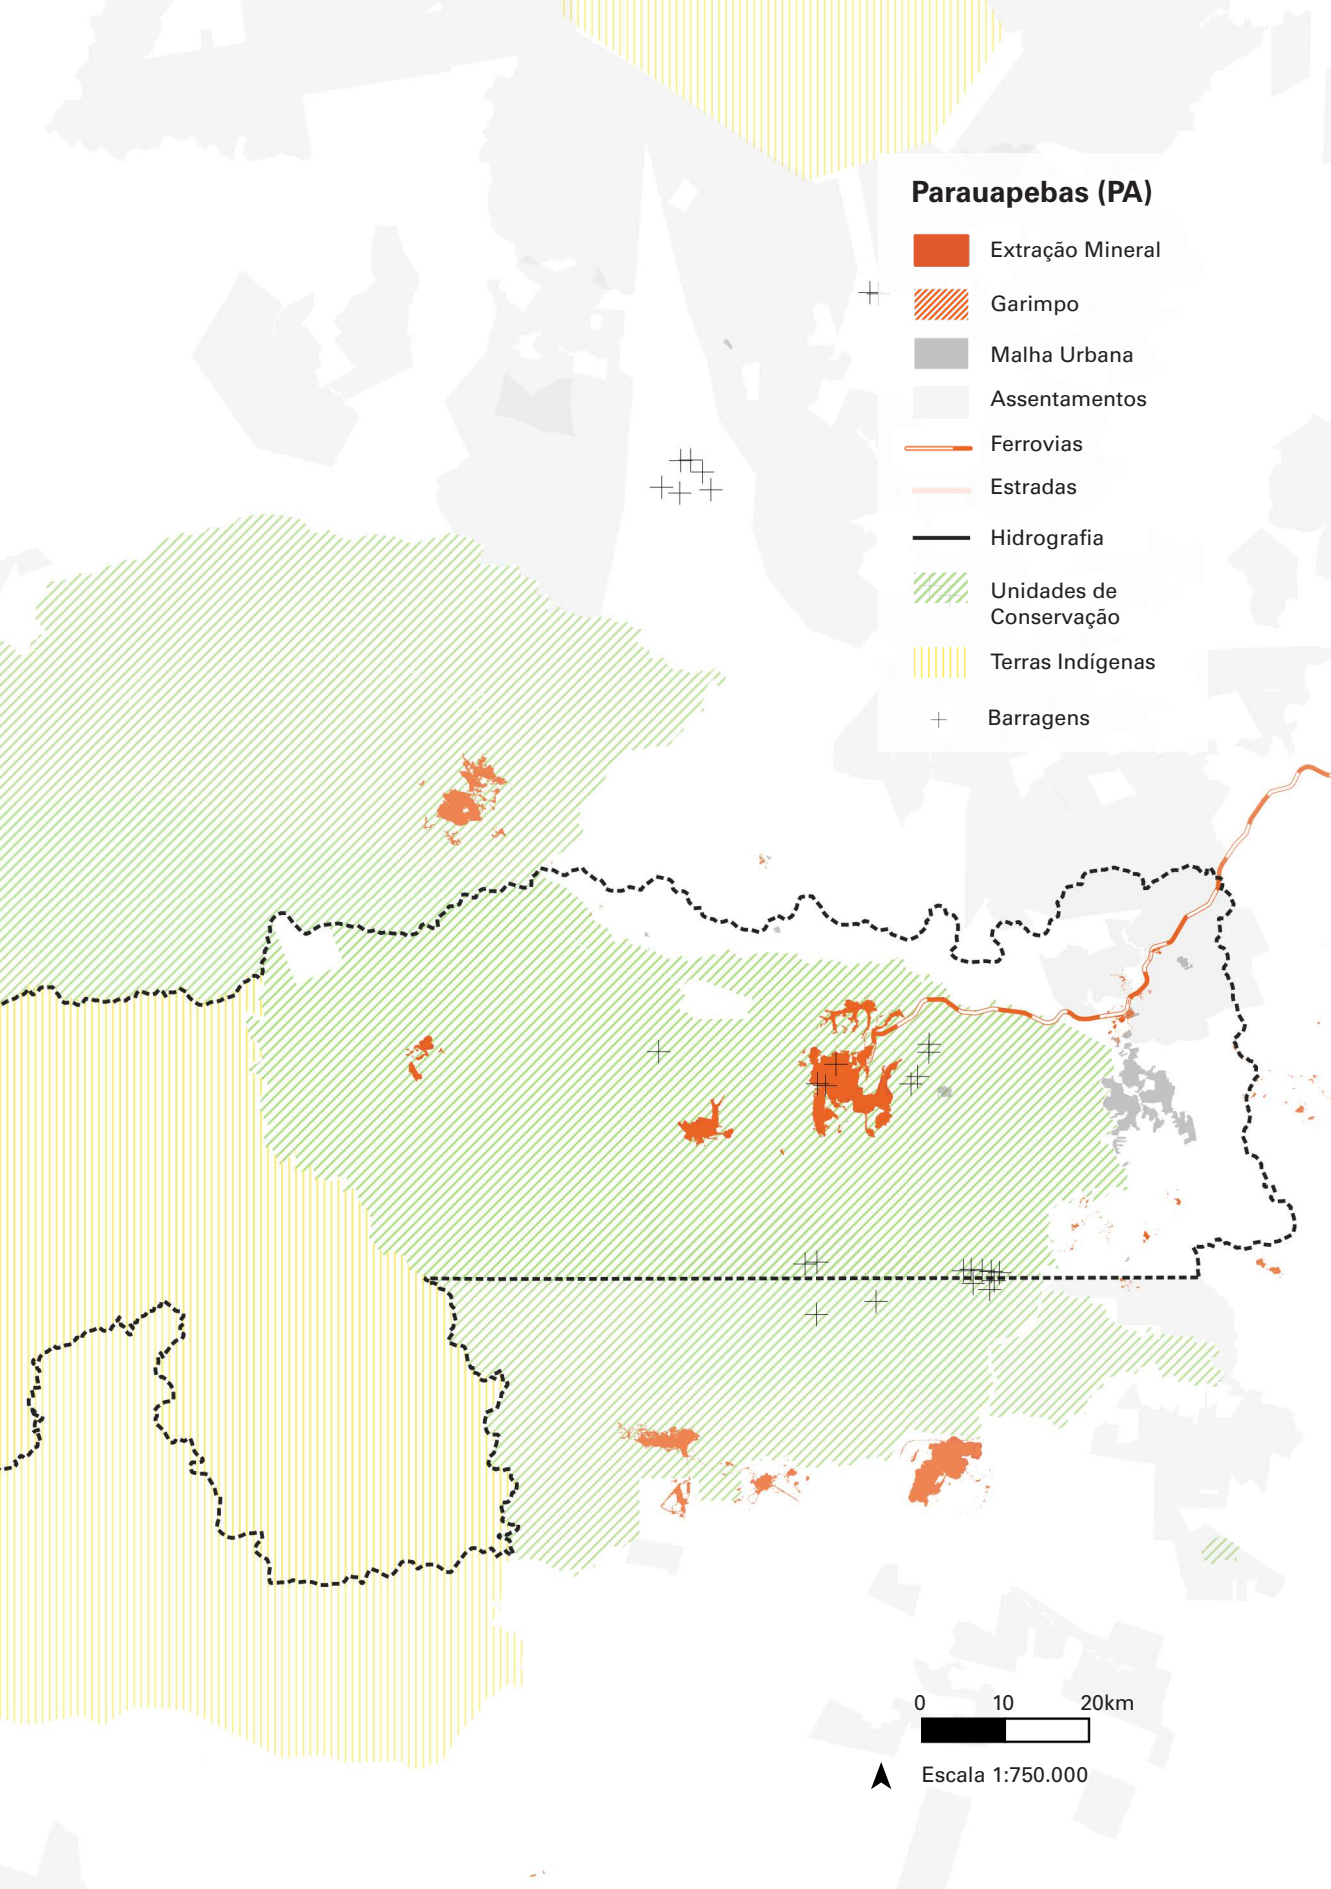 Parauapebas (PA)
Extração Mineral
Garimpo
Malha Urbana
Assentamentos
Ferrovias
Estradas
Hidrografia
Unidades de
Conservação
Terras Indígenas
Barragens
0 10 20km
Escala 1:750.000